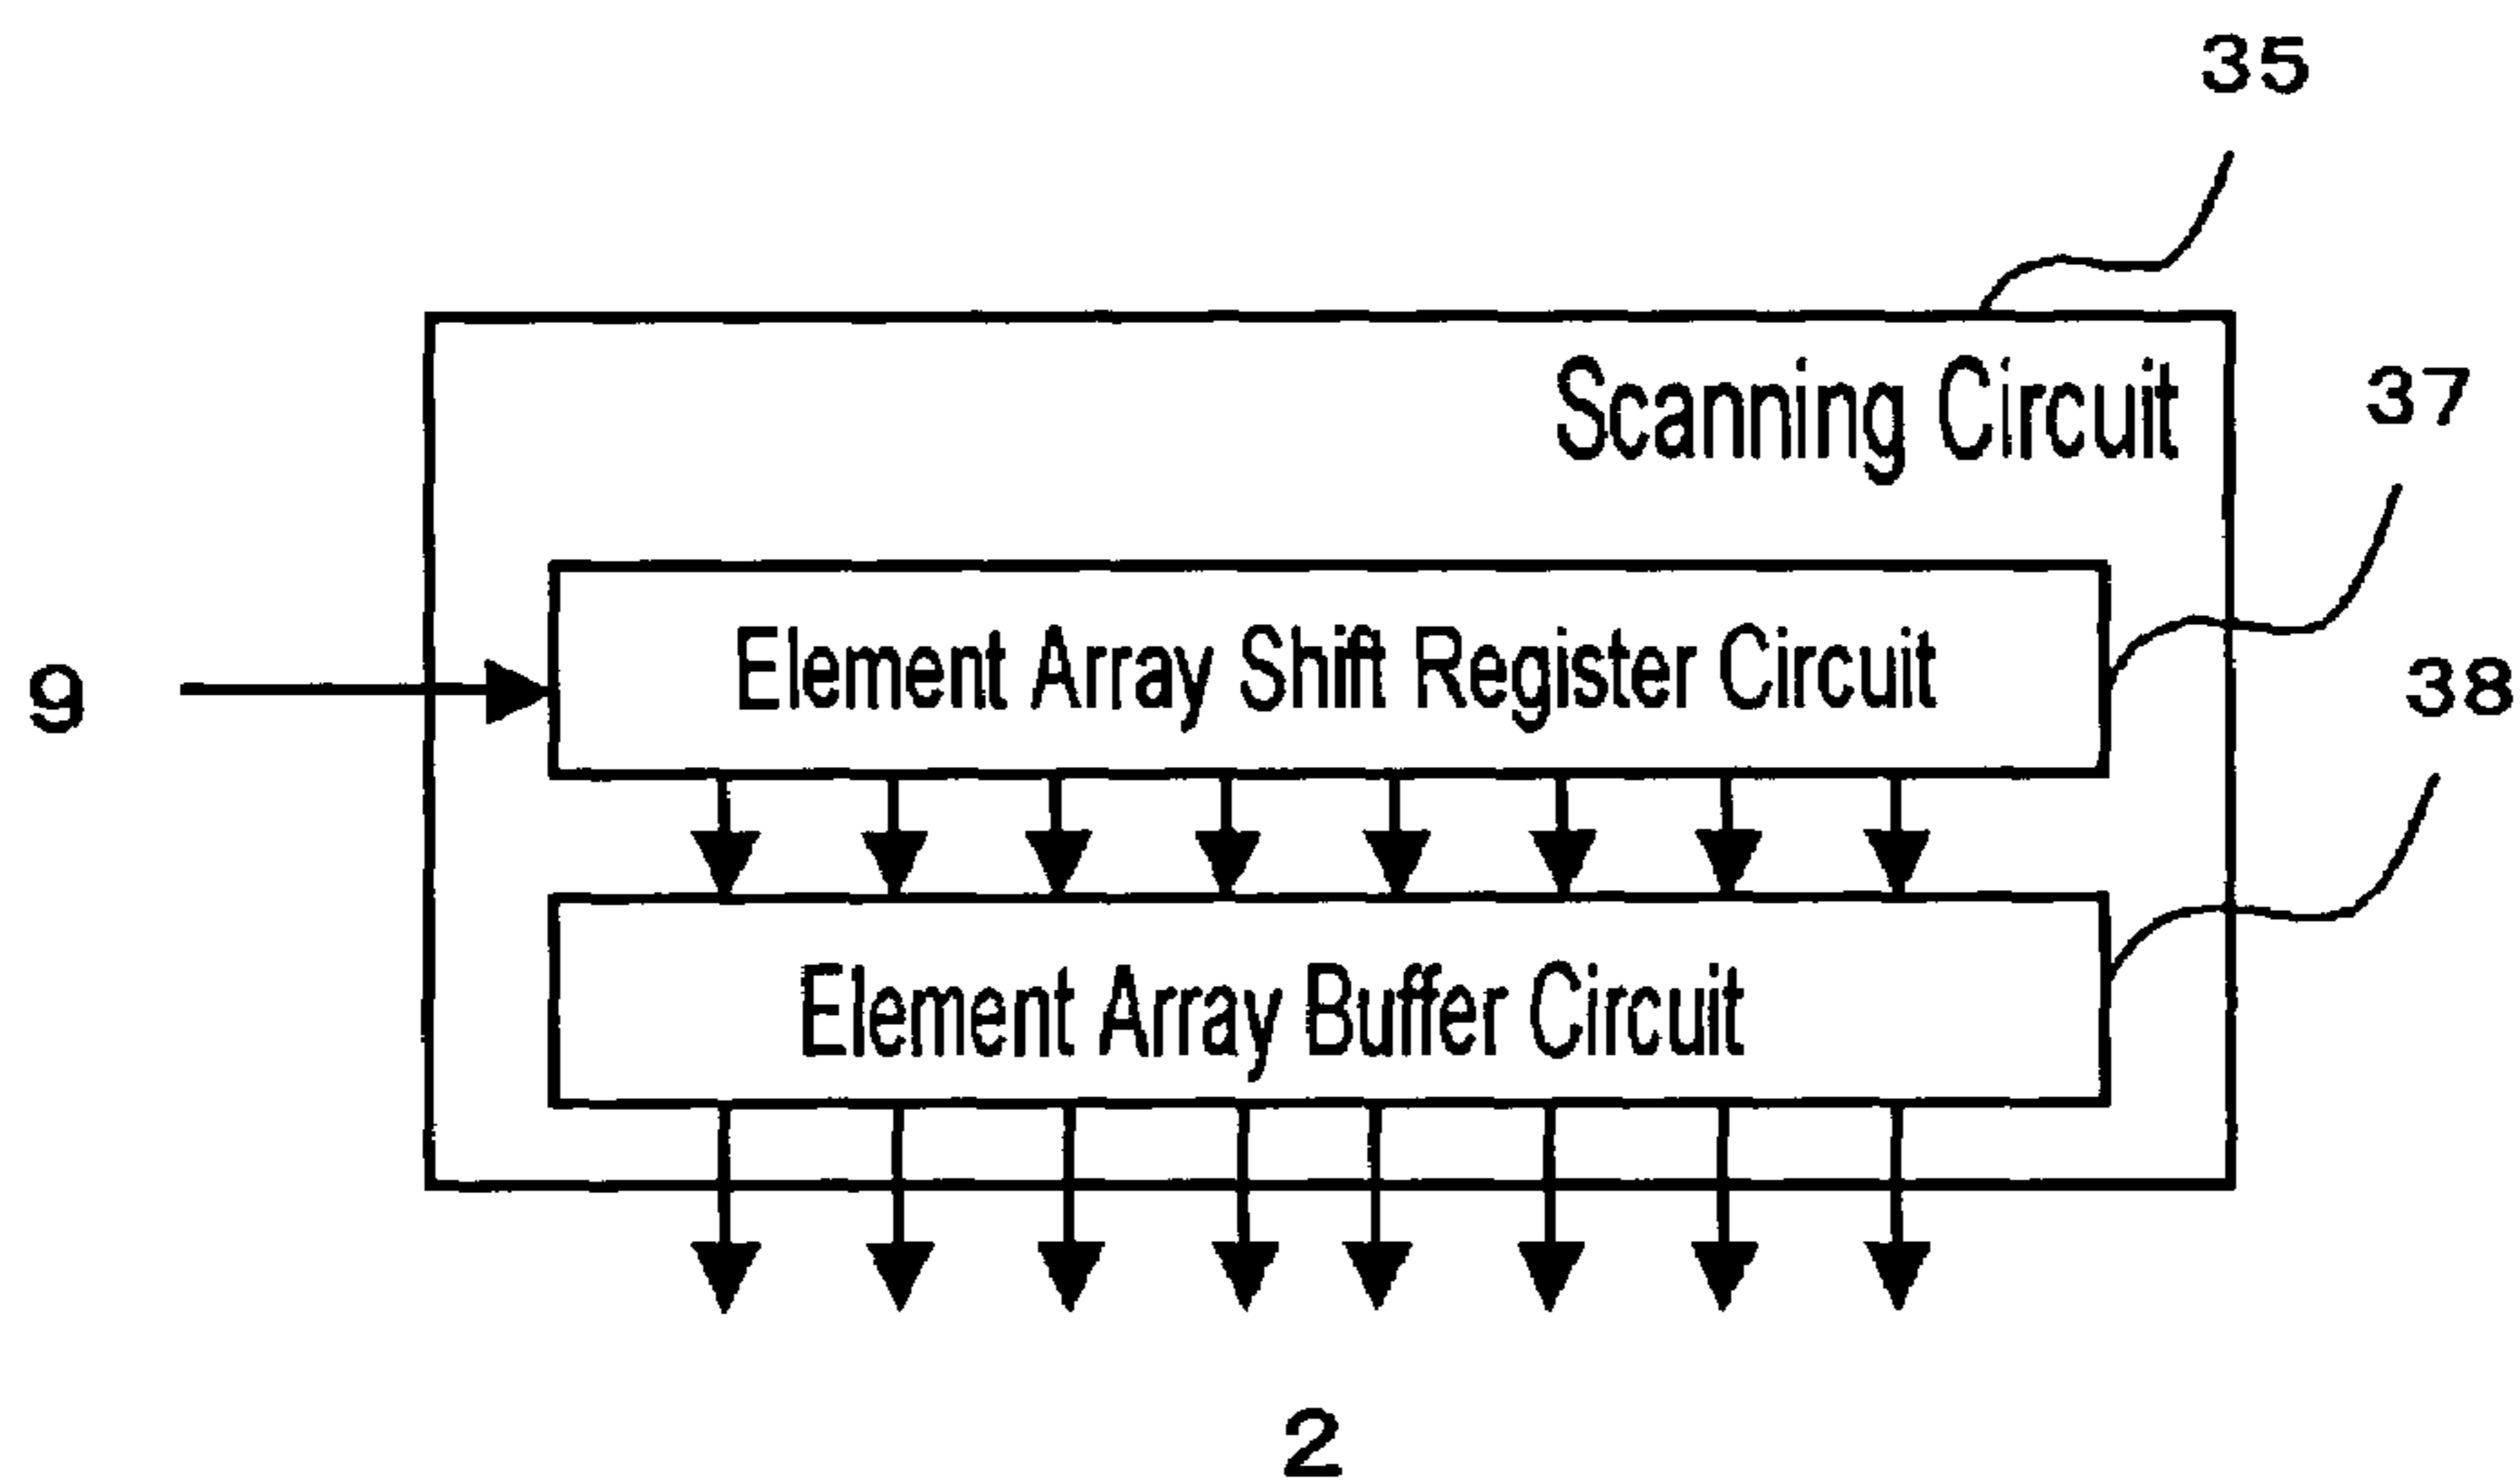 35
Scanning Circuit
37
Element Array Shift Register Circuit
9
38
Element Array Buffer Circuit
2